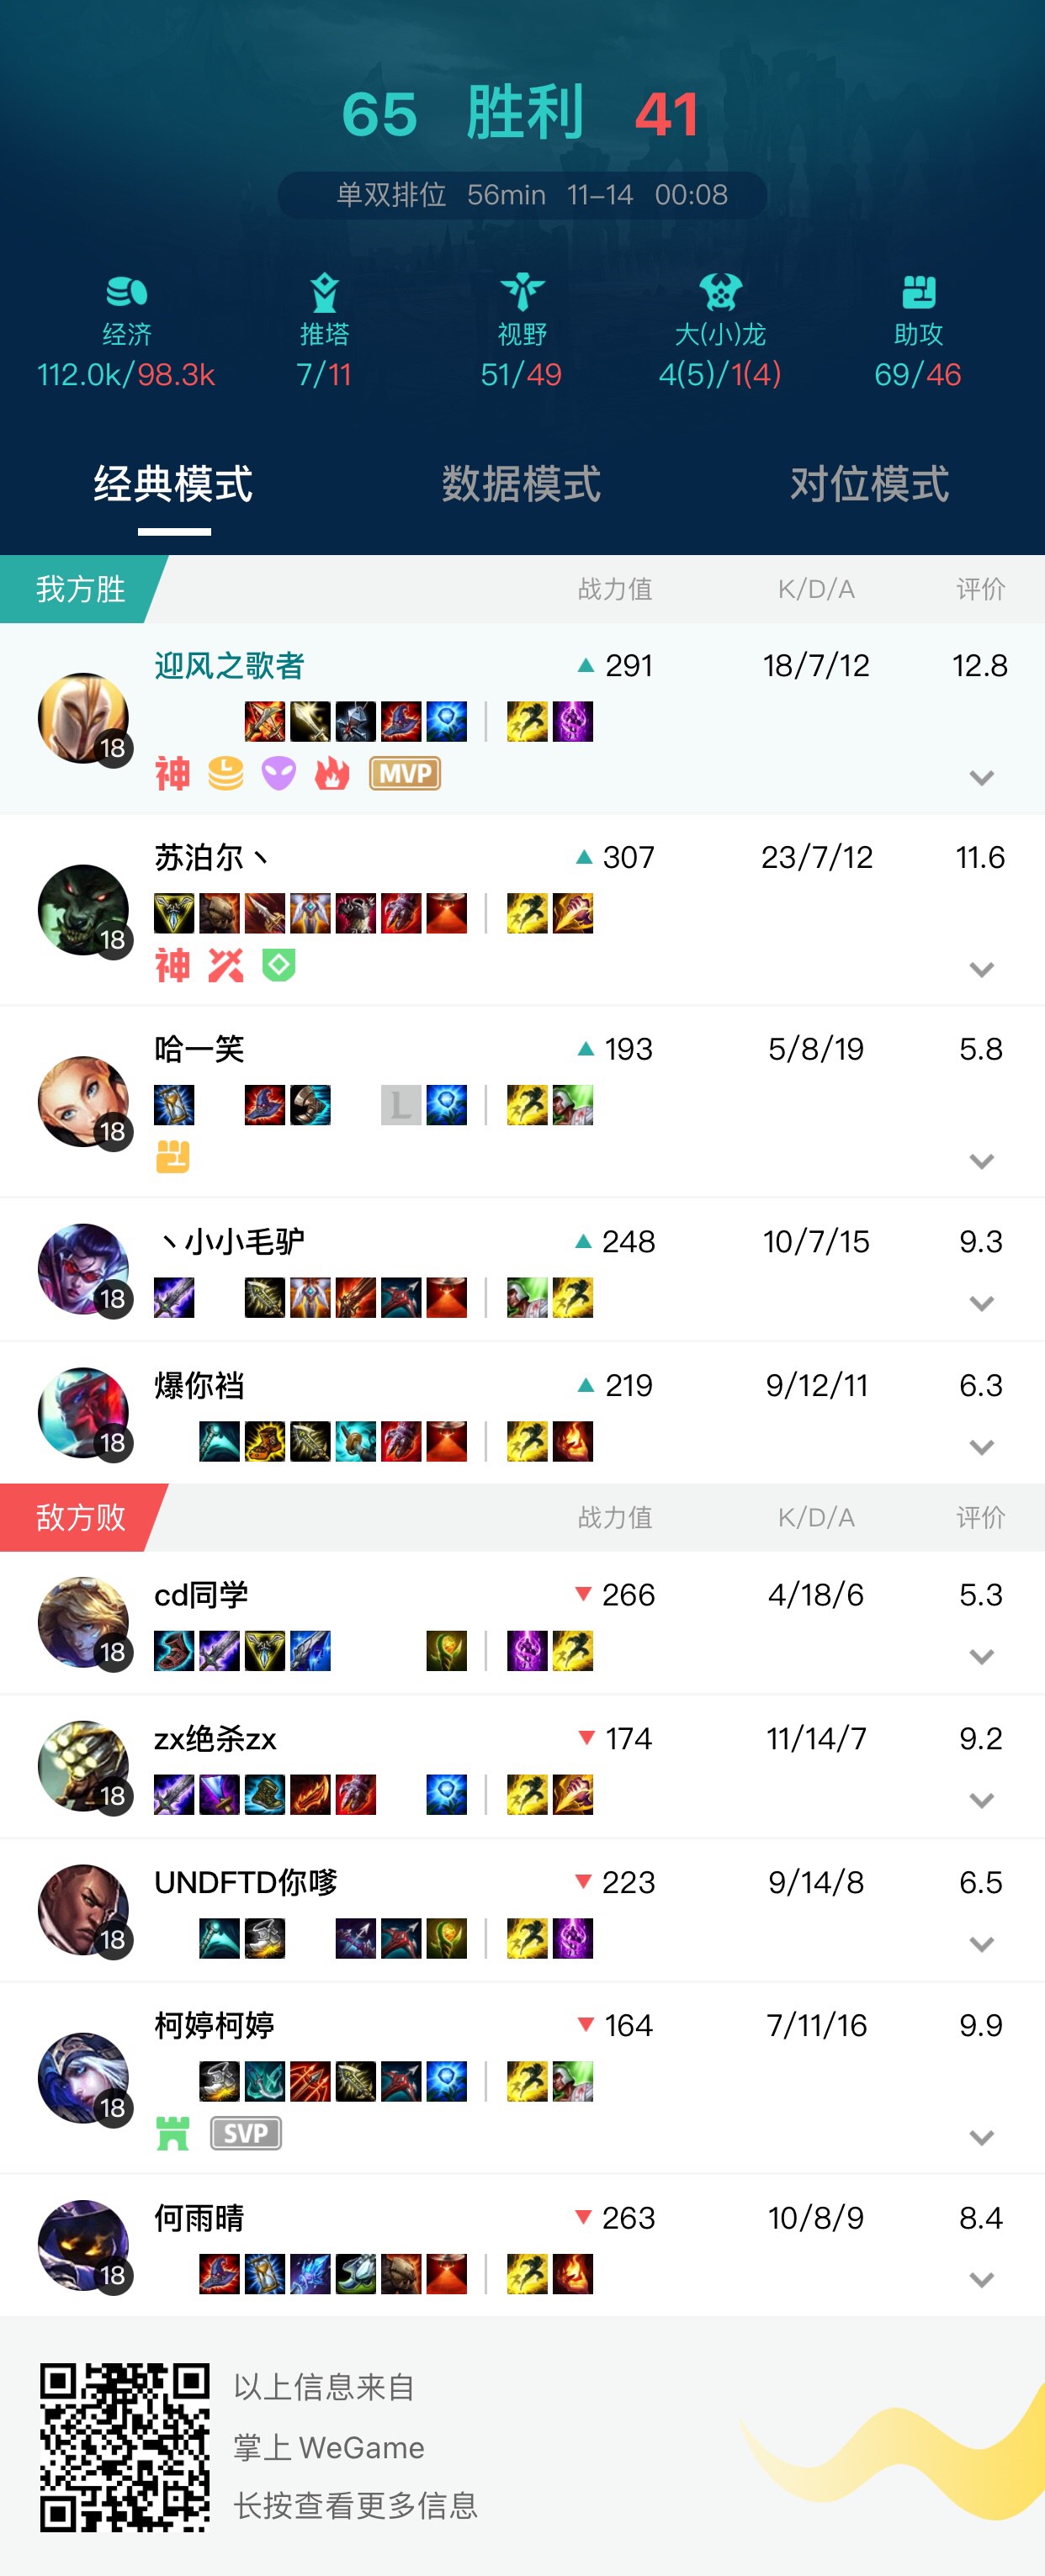 65 胜利 41
单双排位 56min 11-14 00:08
经济 推塔 视野 大(小)龙 助攻
112.0k/98.3k 7/11 51/49 4(5)/1(4) 69/46
经典模式 数据模式 对位模式
我方胜 战力值 K/D/A 评价
迎风之歌者 291 18/7/12 12.8
18
神 L MVP
苏泊尔丶 307 23/7/12 11.6
18
神
哈一笑 193 5/8/19 5.8
L
18
丶小小毛驴 248 10/7/15 9.3
18
爆你裆 219 9/12/11 6.3
18
敌方败 战力值 K/D/A 评价
cd同学 266 4/18/6 5.3
18
zx绝杀zx 174 11/14/7 9.2
18
UNDFTD你嗲 223 9/14/8 6.5
18
柯婷柯婷 164 7/11/16 9.9
18
SVP
何雨晴 263 10/8/9 8.4
18
以上信息来自
掌上 WeGame
长按查看更多信息